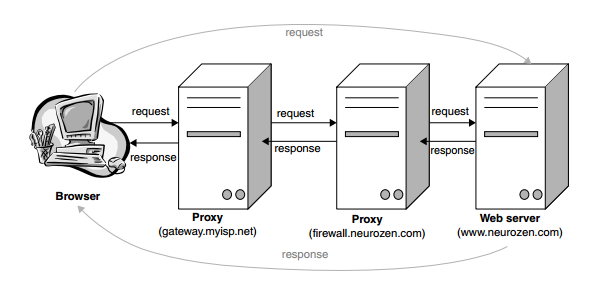 request
request
request
request
response
response
response
Browser
Proxy
(gateway.myisp.net)
Proxy
(firewall.neurozen.com)
Web server
(www.neurozen.com)
response